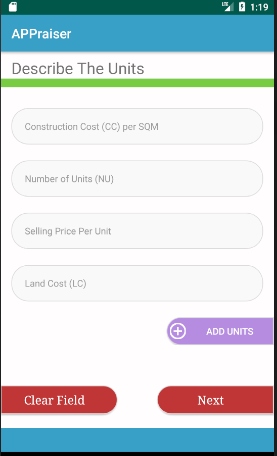 LTE 1:19
APPraiser
Describe The Units
Construction Cost (CC) per SQM
Number of Units (NU)
Selling Price Per Unit
Land Cost (LC)
ADD UNITS
Clear Field Next